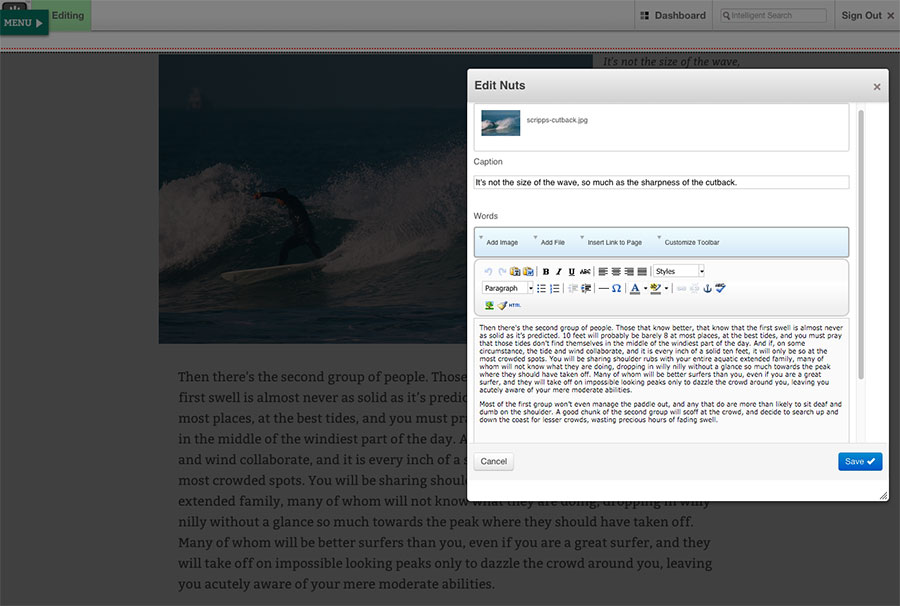 MENU
Editing
Dashboard
Intelligent Search
Sign Out
It's not the size of the wave,
Edit Nuts
scripps-cutback.jpg
Caption
It's not the size of the wave, so much as the sharpness of the cutback.
Words
Add Image
Add File
Insert Link to Page
Customize Toolbar
B I U ABC
Styles
Paragraph
HTML
Then there's the second group of people. Those that know better, that know that the first swell is almost never
as solid as it's predicted. 10 feet will probably be barely 8 at most places, at the best tides, and you must pray
that those tides don't find themselves in the middle of the windiest part of the day. And if, on some
circumstance, the tide and wind collaborate, and it is every inch of a solid ten feet, it will only be so at the
most crowded spots. You will be sharing shoulder rubs with your entire aquatic extended family, many of
whom will not know what they are doing, dropping in willy nilly without a glance so much towards the peak
where they should have taken off. Many of whom will be better surfers than you, even if you are a great
surfer, and they will take off on impossible looking peaks only to dazzle the crowd around you, leaving you
acutely aware of your mere moderate abilities.
Most of the first group won't even manage the paddle out, and any that do are more than likely to sit deaf and
dumb on the shoulder. A good chunk of the second group will scoff at the crowd, and decide to search up and
down the coast for lesser crowds, wasting precious hours of fading swell.
Cancel
Save
Then there's the second group of people. Those
first swell is almost never as solid as it's predic
most places, at the best tides, and you must pra
in the middle of the windiest part of the day. A
and wind collaborate, and it is every inch of a s
most crowded spots. You will be sharing should
extended family, many of whom will not know what they are doing, dropping in willy
nilly without a glance so much towards the peak where they should have taken off.
Many of whom will be better surfers than you, even if you are a great surfer, and they
will take off on impossible looking peaks only to dazzle the crowd around you, leaving
you acutely aware of your mere moderate abilities.